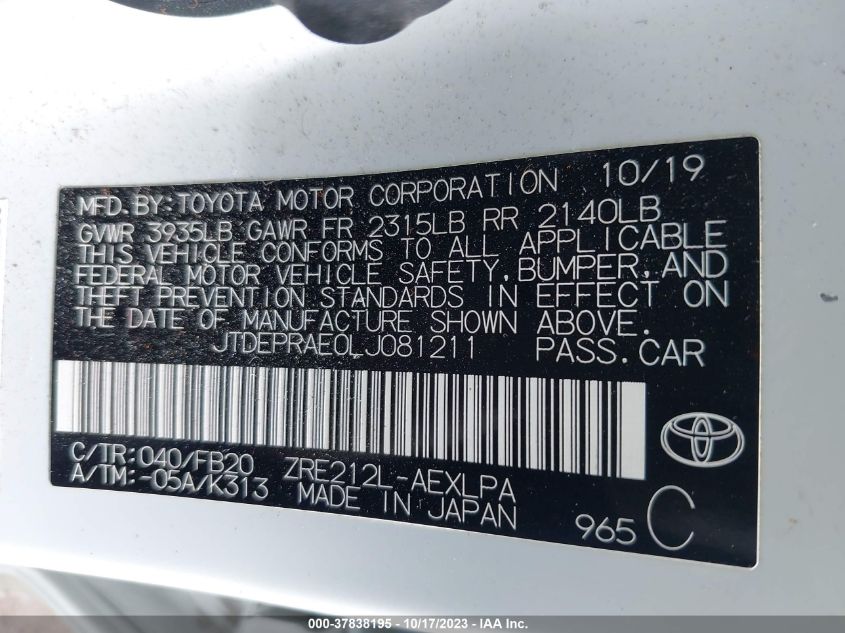 MFD.BY:TOYOTA MOTOR CORPORATION 10/19
GVWR 3935LB GAWR FR 2315LB RR 2140LB
THIS VEHICLE CONFORMS TO ALL APPLICABLE
FEDERAL MOTOR VEHICLE SAFETY,BUMPER,AND
THEFT PREVENTION STANDARDS IN EFFECT ON
THE DATE OF MANUFACTURE SHOWN ABOVE.
JTDEPRAE0LJ081211 PASS.CAR
C/TR:040/FB20 ZRE212L-AEXLPA
A/TM:-05A/K313 MADE IN JAPAN
965 C
000-37838195 - 10/17/2023 - IAA Inc.